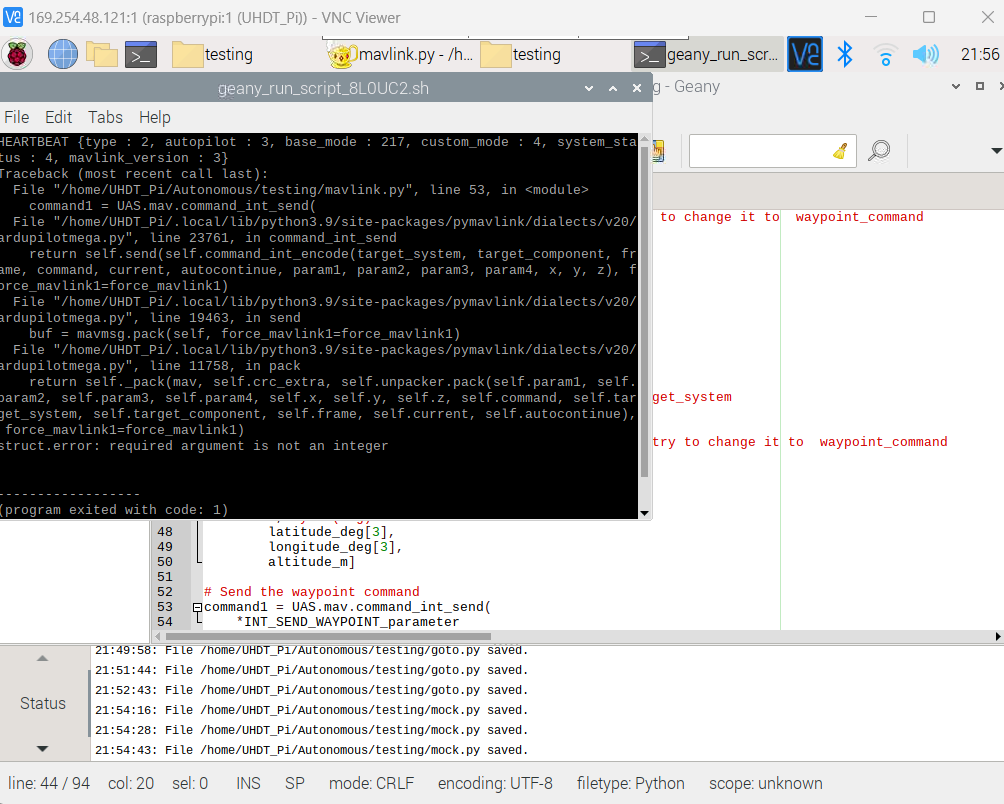 169.254.48.121:1 (raspberrypi:1 (UHDT_Pi)) - VNC Viewer
testing
mavlink.py - /h...
testing
geany_run_scr...
21:56
geany_run_script_8L0UC2.sh
g - Geany
File Edit Tabs Help
HEARTBEAT {type : 2, autopilot : 3, base_mode : 217, custom_mode : 4, system_sta
tus : 4, mavlink_version : 3}
Traceback (most recent call last):
File "/home/UHDT_Pi/Autonomous/testing/mavlink.py", line 53, in <module>
command1 = UAS.mav.command_int_send(
File "/home/UHDT_Pi/.local/lib/python3.9/site-packages/pymavlink/dialects/v20/
ardupilotmega.py", line 23761, in command_int_send
return self.send(self.command_int_encode(target_system, target_component, fr
ame, command, current, autocontinue, param1, param2, param3, param4, x, y, z), f
orce_mavlink1=force_mavlink1)
File "/home/UHDT_Pi/.local/lib/python3.9/site-packages/pymavlink/dialects/v20/
ardupilotmega.py", line 19463, in send
buf = mavmsg.pack(self, force_mavlink1=force_mavlink1)
File "/home/UHDT_Pi/.local/lib/python3.9/site-packages/pymavlink/dialects/v20/
ardupilotmega.py", line 11758, in pack
return self._pack(mav, self.crc_extra, self.unpacker.pack(self.param1, self.
param2, self.param3, self.param4, self.x, self.y, self.z, self.command, self.tar
get_system, self.target_component, self.frame, self.current, self.autocontinue),
force_mavlink1=force_mavlink1)
struct.error: required argument is not an integer
------------------
(program exited with code: 1)
to change it to  waypoint_command
get_system
try to change it to  waypoint_command
48 latitude_deg[3],
49 longitude_deg[3],
50 altitude_m]
51
52 # Send the waypoint command
53 command1 = UAS.mav.command_int_send(
54 *INT_SEND_WAYPOINT_parameter
Status
21:49:58: File /home/UHDT_Pi/Autonomous/testing/goto.py saved.
21:51:44: File /home/UHDT_Pi/Autonomous/testing/goto.py saved.
21:52:43: File /home/UHDT_Pi/Autonomous/testing/goto.py saved.
21:54:16: File /home/UHDT_Pi/Autonomous/testing/mock.py saved.
21:54:28: File /home/UHDT_Pi/Autonomous/testing/mock.py saved.
21:54:43: File /home/UHDT_Pi/Autonomous/testing/mock.py saved.
line: 44 / 94 col: 20 sel: 0 INS SP mode: CRLF encoding: UTF-8 filetype: Python scope: unknown